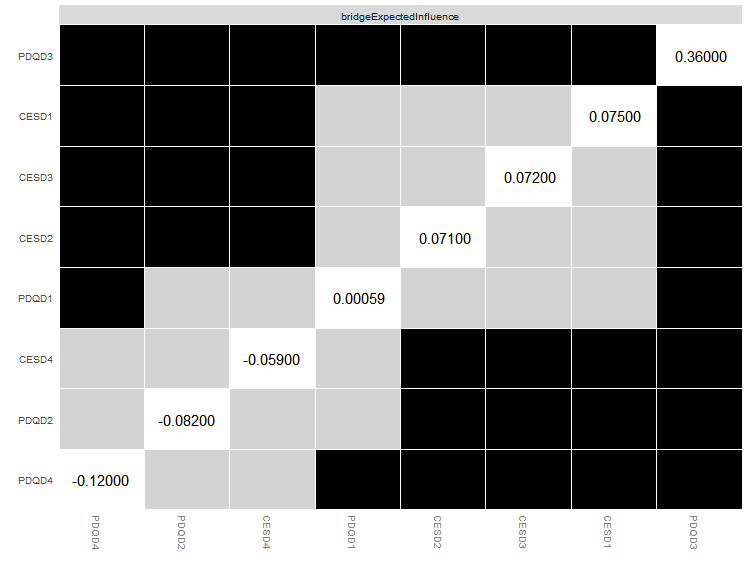 bridgeExpectedInfluence
PDQD3 0.36000
CESD1 0.07500
CESD3 0.07200
CESD2 0.07100
PDQD1 0.00059
CESD4 -0.05900
PDQD2 -0.08200
PDQD4 -0.12000
PDQD4 PDQD2 CESD4 PDQD1 CESD2 CESD3 CESD1 PDQD3